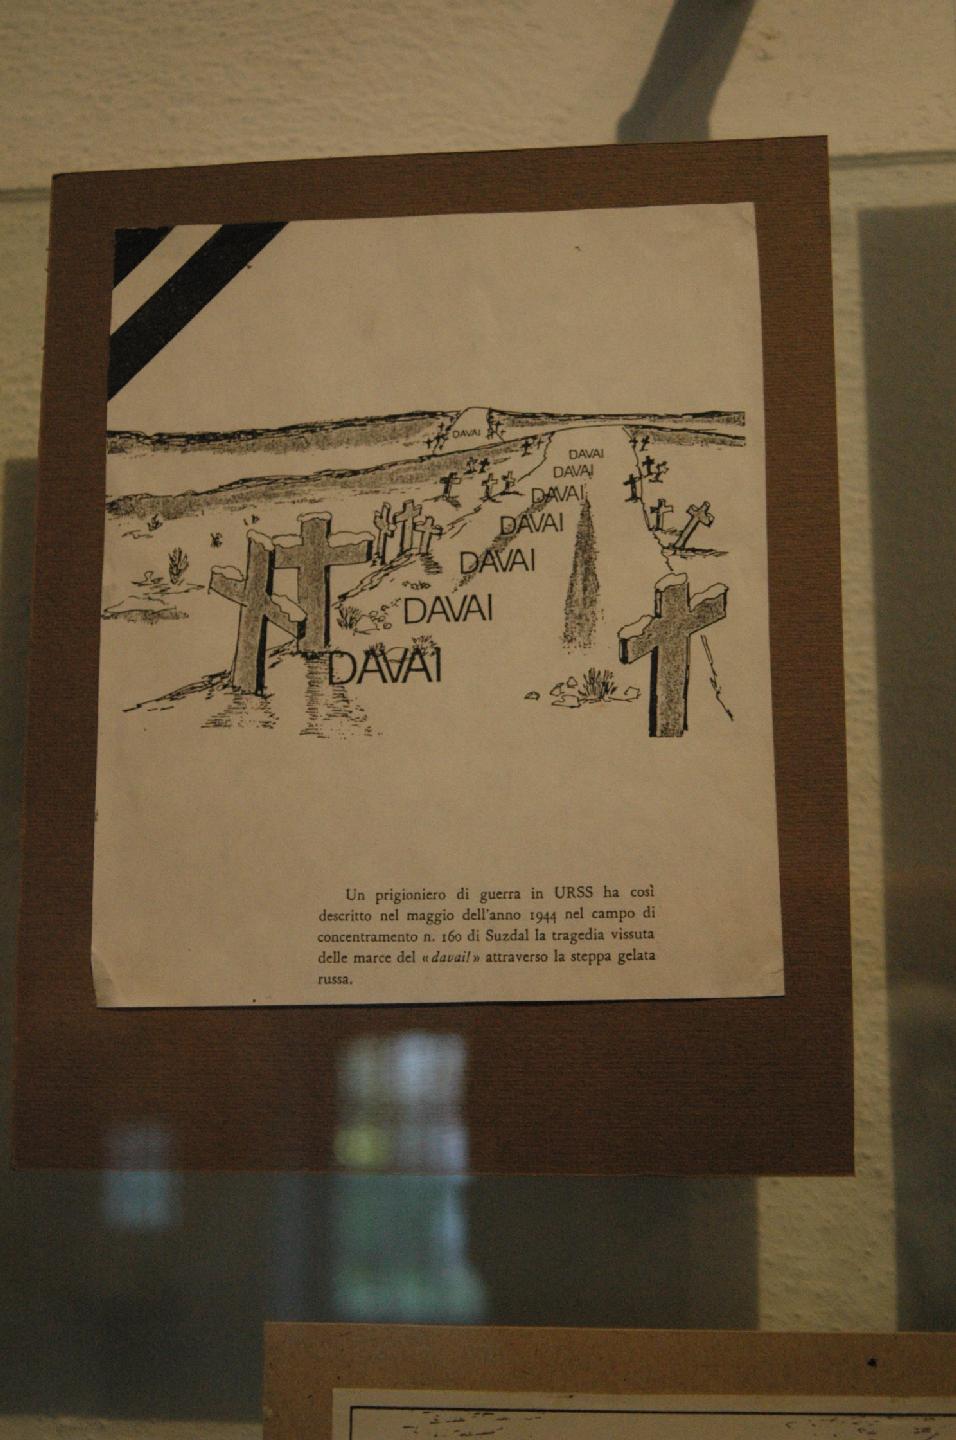 DAVAI
DAVAI
DAVAI
DAVAI
DAVAI
DAVAI
DAVAI
DAVAI
Un prigioniero di guerra in URSS ha così
descritto nel maggio dell'anno 1944 nel campo di
concentramento n. 160 di Suzdal la tragedia vissuta
delle marce del «davai!» attraverso la steppa gelata
russa.